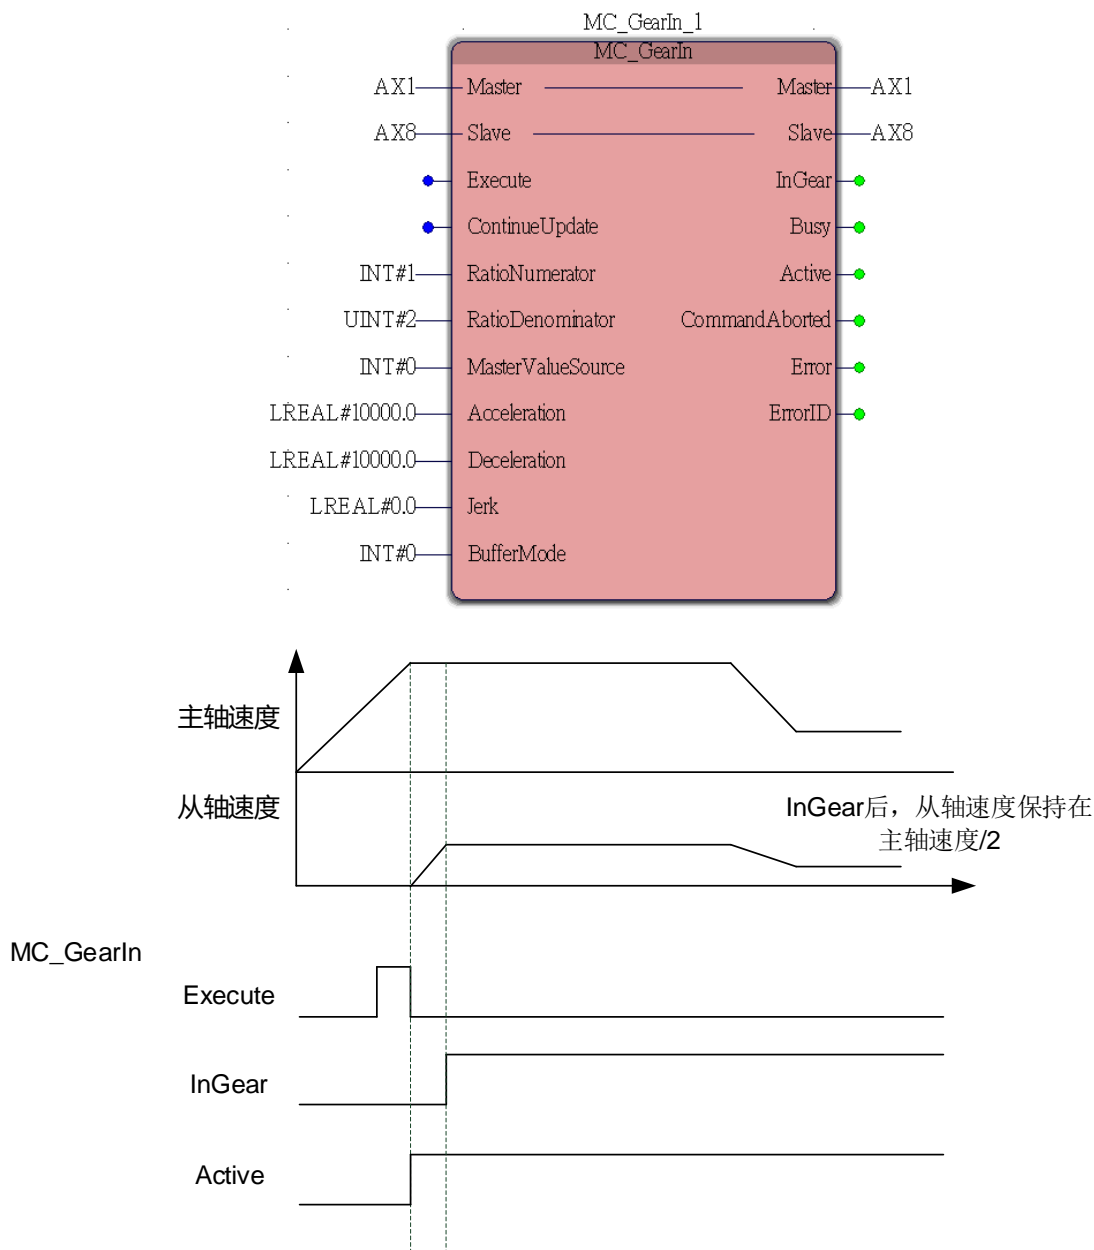 MC_GearIn_1
MC_GearIn
AX1 Master Master AX1
AX8 Slave Slave AX8
Execute InGear
ContinueUpdate Busy
INT#1 RatioNumerator Active
UINT#2 RatioDenominator CommandAborted
INT#0 MasterValueSource Error
LREAL#10000.0 Acceleration ErrorID
LREAL#10000.0 Deceleration
LREAL#0.0 Jerk
INT#0 BufferMode
主轴速度
从轴速度
InGear后，从轴速度保持在
主轴速度/2
MC_GearIn
Execute
InGear
Active